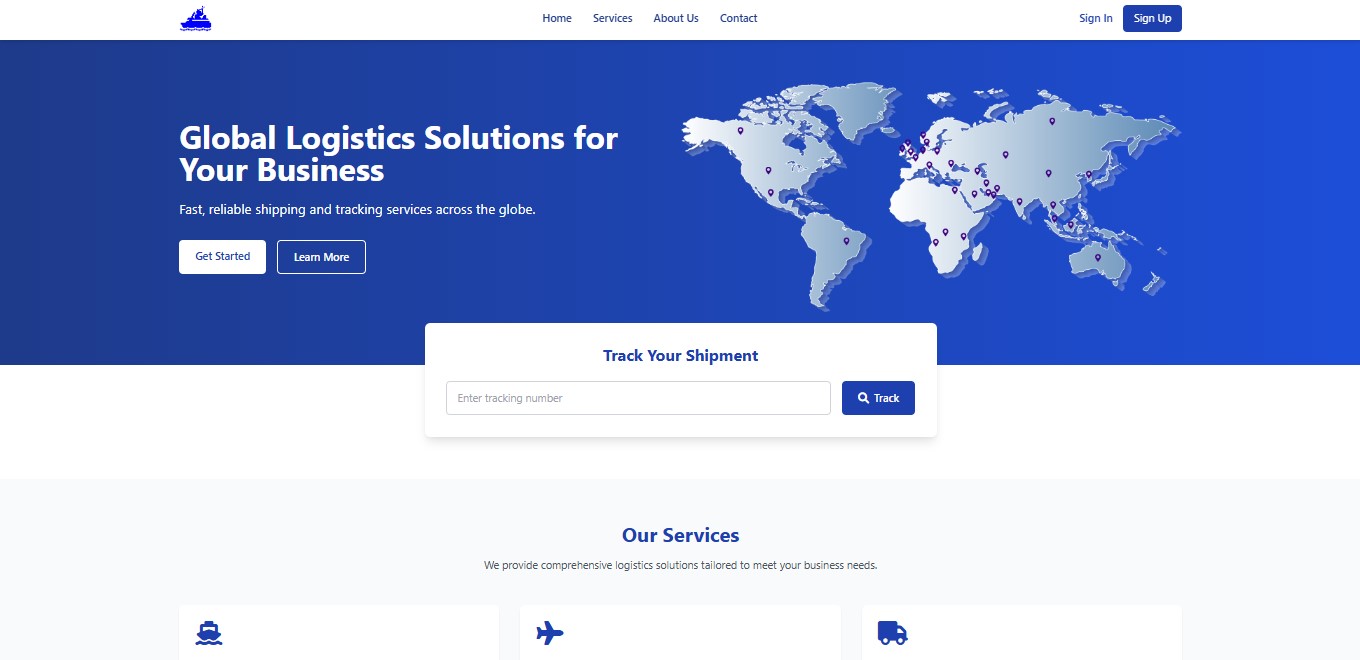 Home Services About Us Contact Sign In Sign Up
Global Logistics Solutions for
Your Business
Fast, reliable shipping and tracking services across the globe.
Get Started Learn More
Track Your Shipment
Enter tracking number Track
Our Services
We provide comprehensive logistics solutions tailored to meet your business needs.